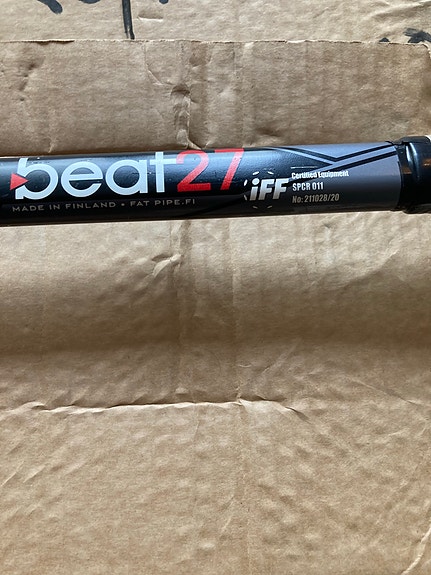 beat27
MADE IN FINLAND • FAT PIPE.FI
iFF
Certified Equipment
SPCR 011
No: 211028/20